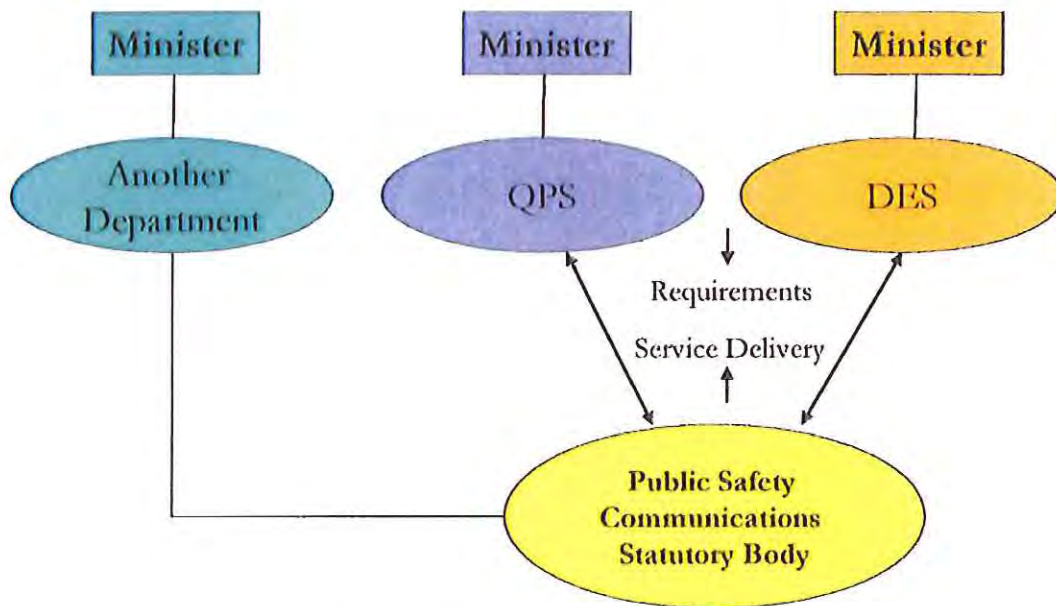 Minister
Minister
Minister
Another
Department
QPS
DES
Requirements
Service Delivery
Public Safety
Communications
Statutory Body